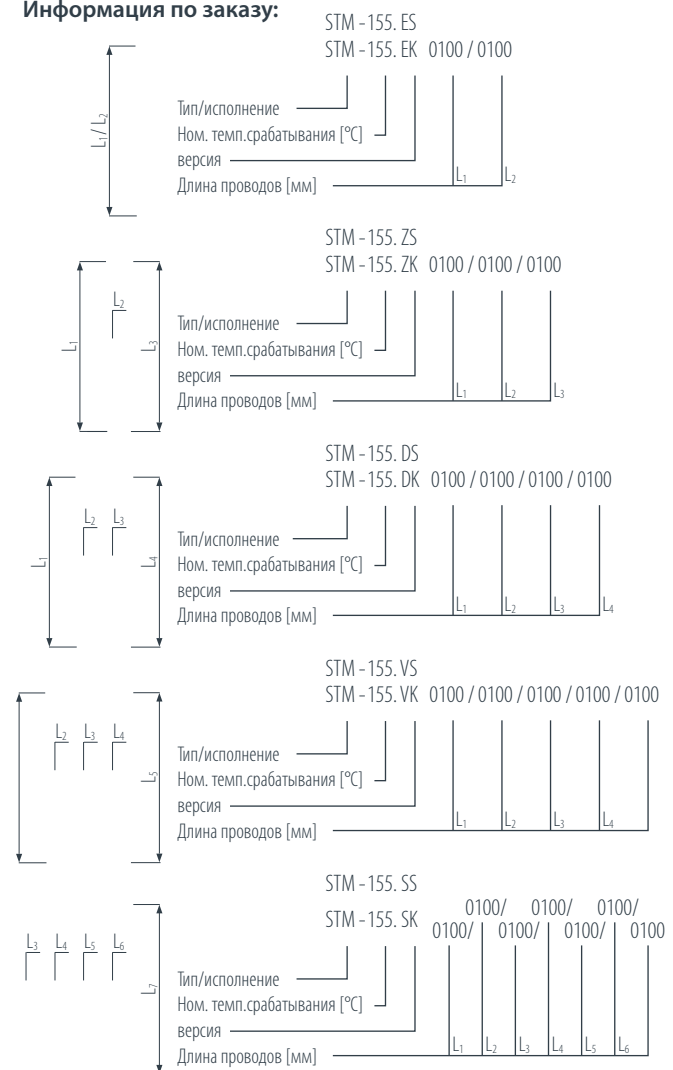 Информация по заказу:
STM - 155. ES
STM - 155. EK 0100 / 0100
L1 / L2
Тип/исполнение
Ном. темп.срабатывания [°C]
версия
Длина проводов [мм]
L1 L2
STM - 155. ZS
STM - 155. ZK 0100 / 0100 / 0100
L1 L2 L3
Тип/исполнение
Ном. темп.срабатывания [°C]
версия
Длина проводов [мм]
L1 L2 L3
STM - 155. DS
STM - 155. DK 0100 / 0100 / 0100 / 0100
L1 L2 L3 L4
Тип/исполнение
Ном. темп.срабатывания [°C]
версия
Длина проводов [мм]
L1 L2 L3 L4
STM - 155. VS
STM - 155. VK 0100 / 0100 / 0100 / 0100 / 0100
L2 L3 L4 L5
Тип/исполнение
Ном. темп.срабатывания [°C]
версия
Длина проводов [мм]
L1 L2 L3 L4
STM - 155. SS
0100/ 0100/ 0100/
STM - 155. SK 0100/ 0100/ 0100/ 0100
L3 L4 L5 L6 L7
Тип/исполнение
Ном. темп.срабатывания [°C]
версия
Длина проводов [мм]
L1 L2 L3 L4 L5 L6